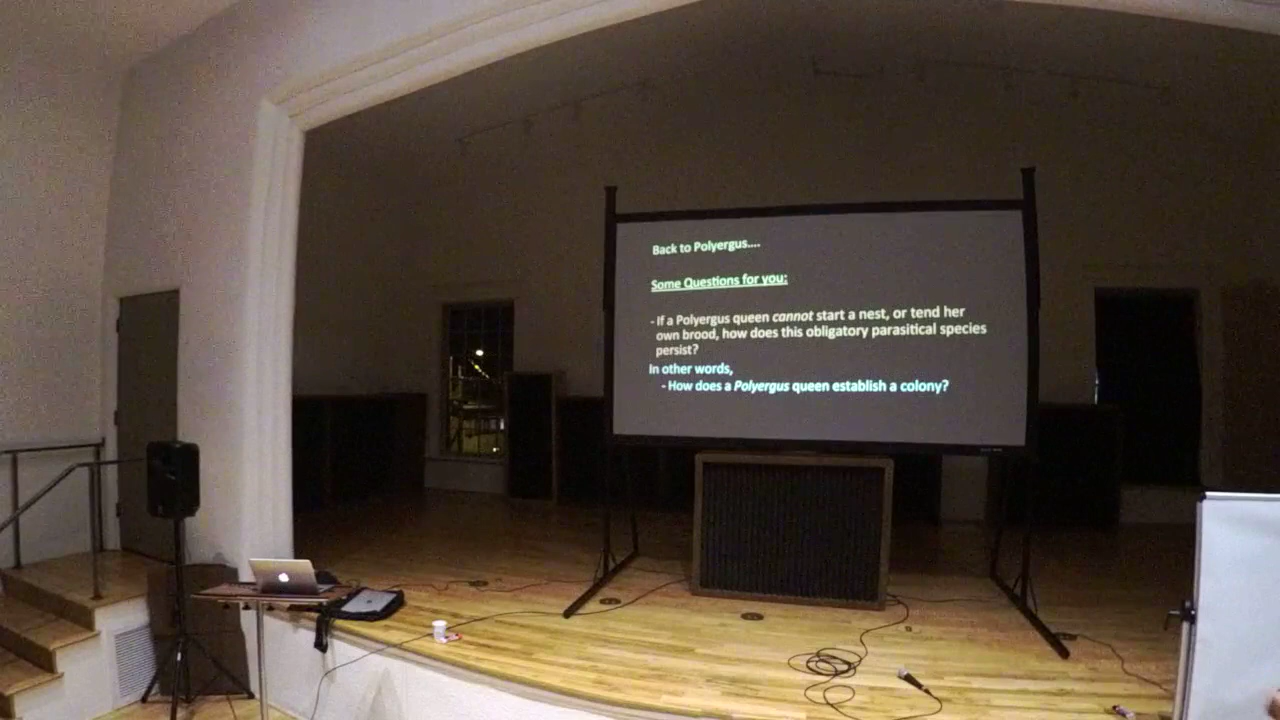 Back to Polyergus....
Some Questions for you:
- If a Polyergus queen cannot start a nest, or tend her
own brood, how does this obligatory parasitical species
persist?
In other words,
- How does a Polyergus queen establish a colony?